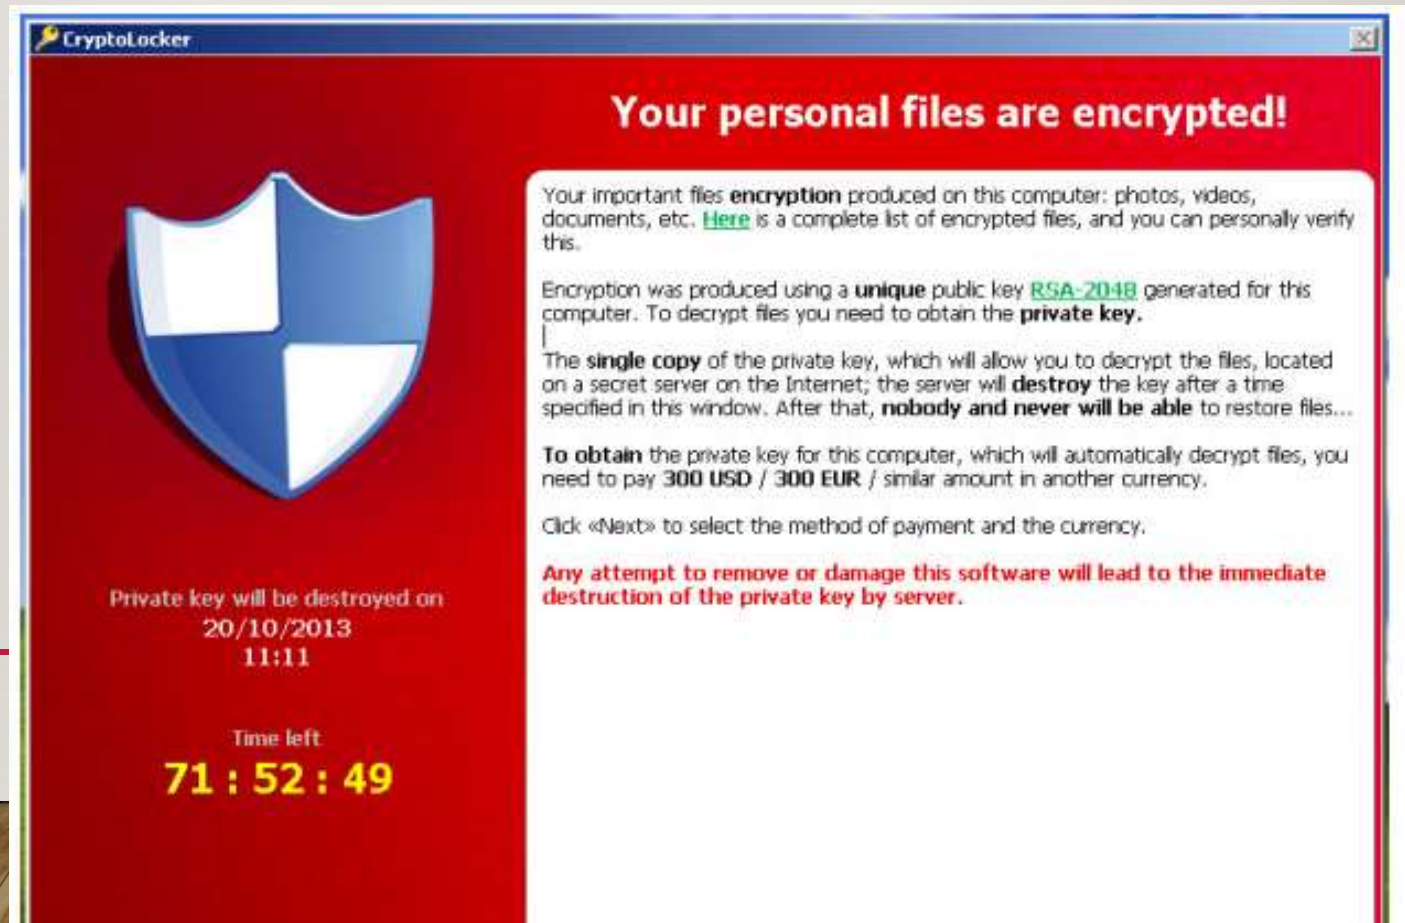 CryptoLocker
Your personal files are encrypted!
Your important files encryption produced on this computer: photos, videos,
documents, etc. Here is a complete list of encrypted files, and you can personally verify
this.
Encryption was produced using a unique public key RSA-2048 generated for this
computer. To decrypt files you need to obtain the private key.
The single copy of the private key, which will allow you to decrypt the files, located
on a secret server on the Internet; the server will destroy the key after a time
specified in this window. After that, nobody and never will be able to restore files...
To obtain the private key for this computer, which will automatically decrypt files, you
need to pay 300 USD / 300 EUR / similar amount in another currency.
Click «Next» to select the method of payment and the currency.
Any attempt to remove or damage this software will lead to the immediate
destruction of the private key by server.
Private key will be destroyed on
20/10/2013
11:11
Time left
71 : 52 : 49